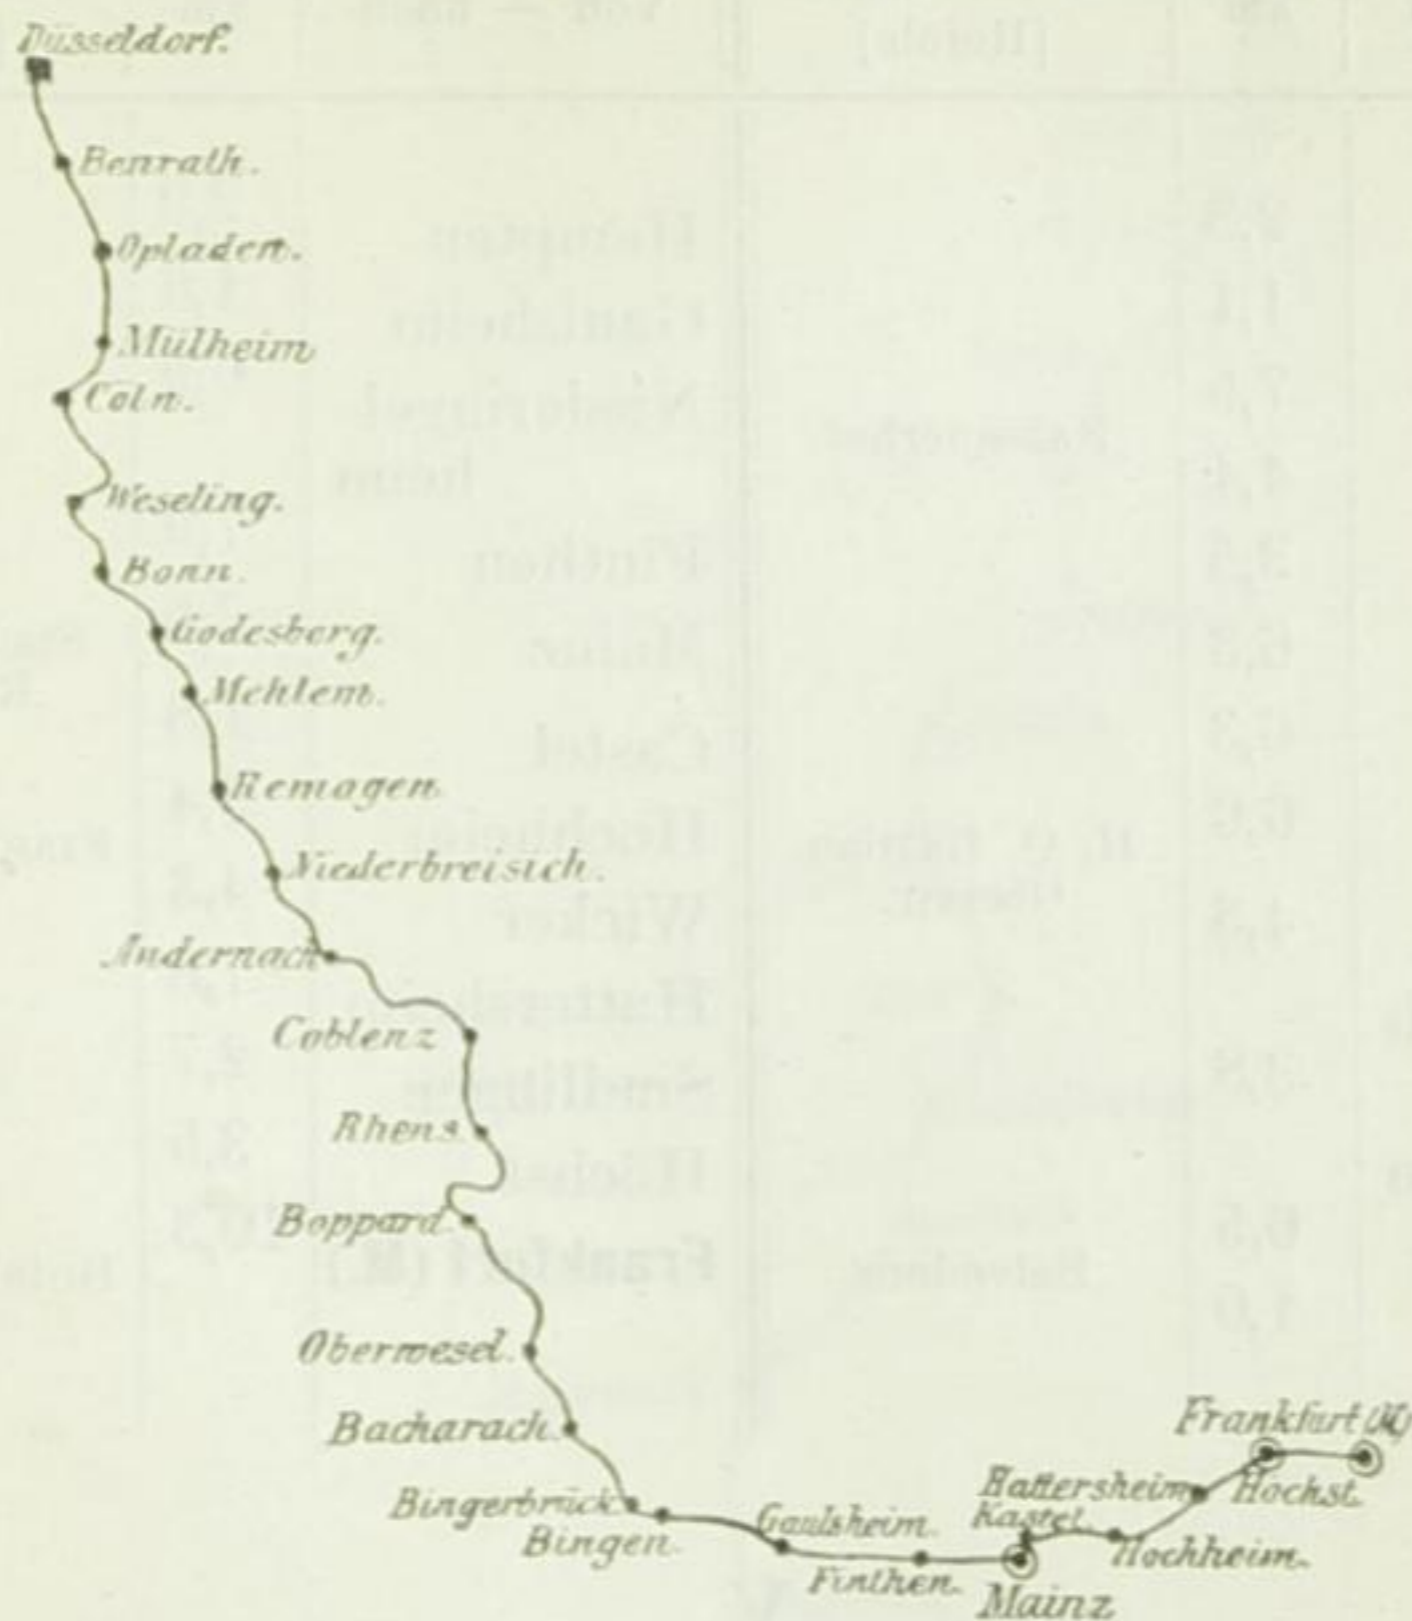 Düsseldorf.
Benrath.
Opladen.
Mülheim
Cöln.
Weseling.
Bonn.
Godesberg.
Mehlem.
Remagen
Niederbreisich.
Andernach
Coblenz
Rhens.
Boppard.
Oberwesel.
Bacharach.
Bingerbrück.
Bingen.
Gaulsheim.
Finthen.
Mainz
Kastel.
Hochheim.
Hattersheim
Höchst.
Frankfurt (M)